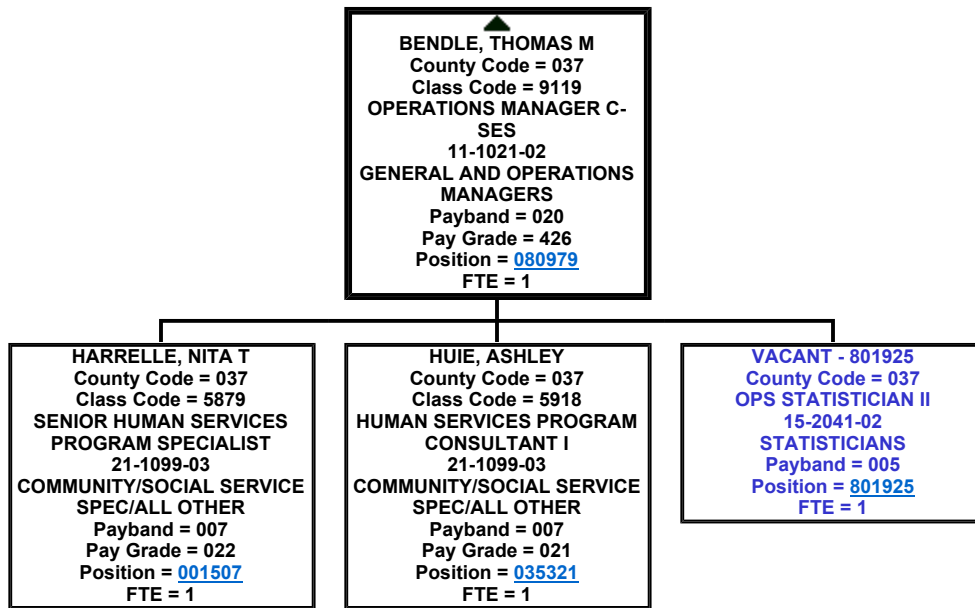 BENDLE, THOMAS M
County Code = 037
Class Code = 9119
OPERATIONS MANAGER C-
SES
11-1021-02
GENERAL AND OPERATIONS
MANAGERS
Payband = 020
Pay Grade = 426
Position = 080979
FTE = 1
HARRELLE, NITA T
County Code = 037
Class Code = 5879
SENIOR HUMAN SERVICES
PROGRAM SPECIALIST
21-1099-03
COMMUNITY/SOCIAL SERVICE
SPEC/ALL OTHER
Payband = 007
Pay Grade = 022
Position = 001507
FTE = 1
HUIE, ASHLEY
County Code = 037
Class Code = 5918
HUMAN SERVICES PROGRAM
CONSULTANT I
21-1099-03
COMMUNITY/SOCIAL SERVICE
SPEC/ALL OTHER
Payband = 007
Pay Grade = 021
Position = 035321
FTE = 1
VACANT - 801925
County Code = 037
OPS STATISTICIAN II
15-2041-02
STATISTICIANS
Payband = 005
Position = 801925
FTE = 1